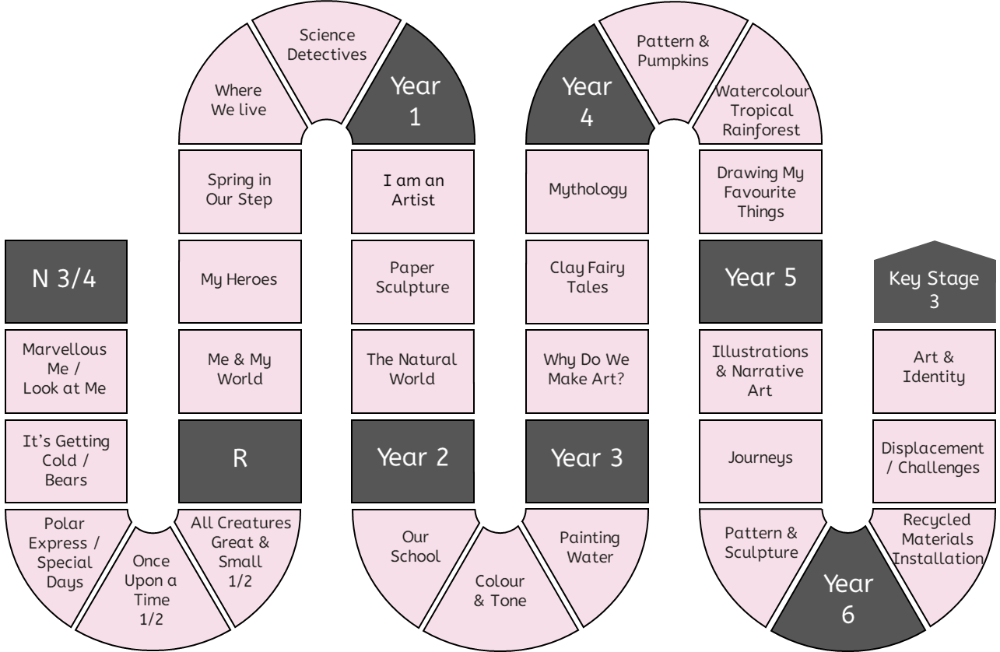 N 3/4
Marvellous
Me /
Look at Me
It's Getting
Cold /
Bears
Polar
Express /
Special
Days
Once
Upon a
Time
1/2
All Creatures
Great &
Small
1/2
R
Me & My
World
My Heroes
Spring in
Our Step
Where
We live
Science
Detectives
Year
1
I am an
Artist
Paper
Sculpture
The Natural
World
Year 2
Our
School
Colour
& Tone
Painting
Water
Year 3
Why Do We
Make Art?
Clay Fairy
Tales
Mythology
Year
4
Pattern &
Pumpkins
Watercolour
Tropical
Rainforest
Drawing My
Favourite
Things
Year 5
Illustrations
& Narrative
Art
Journeys
Pattern &
Sculpture
Year
6
Recycled
Materials
Installation
Displacement
/ Challenges
Art &
Identity
Key Stage
3